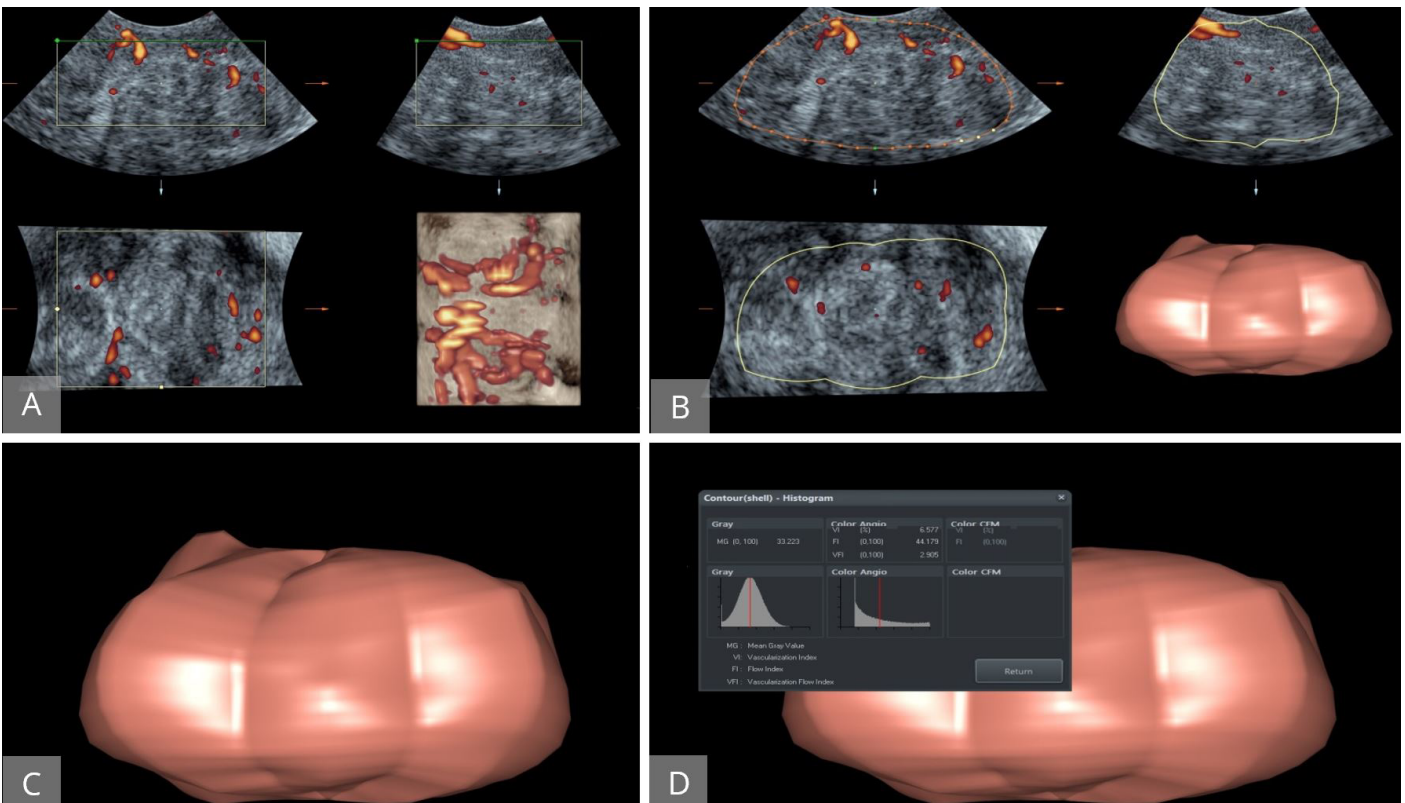 A
B
C
D
Contour(shell) - Histogram
Gray
Color Angio
Color CFM
MG (0, 100) 33.223
VI (%) 6.577
FI (0,100) 44.179
VFI (0,100) 2.905
VI (%)
FI (0,100)
Gray
Color Angio
Color CFM
MG : Mean Gray Value
VI: Vascularization Index
FI : Flow Index
VFI : Vascularization Flow Index
Return